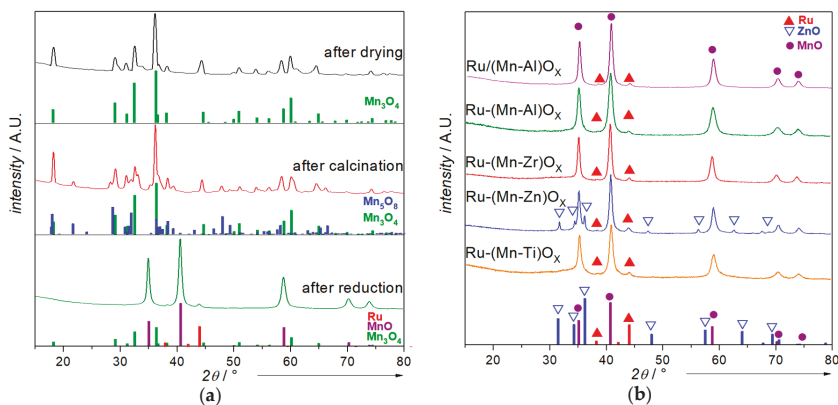 intensity / A.U.
after drying
Mn3O4
after calcination
Mn5O8
Mn3O4
after reduction
Ru
MnO
Mn3O4
20 30 40 50 60 70 80
2θ / °
(a)
intensity / A.U.
Ru
ZnO
MnO
Ru/(Mn-Al)OX
Ru-(Mn-Al)OX
Ru-(Mn-Zr)OX
Ru-(Mn-Zn)OX
Ru-(Mn-Ti)OX
20 30 40 50 60 70 80
2θ / °
(b)